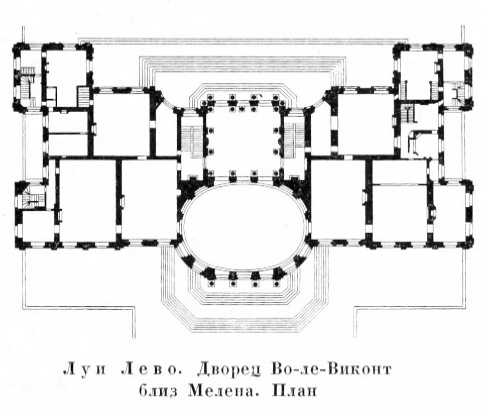 Луи Лево. Дворец Во-ле-Виконт
близ Мелена. План